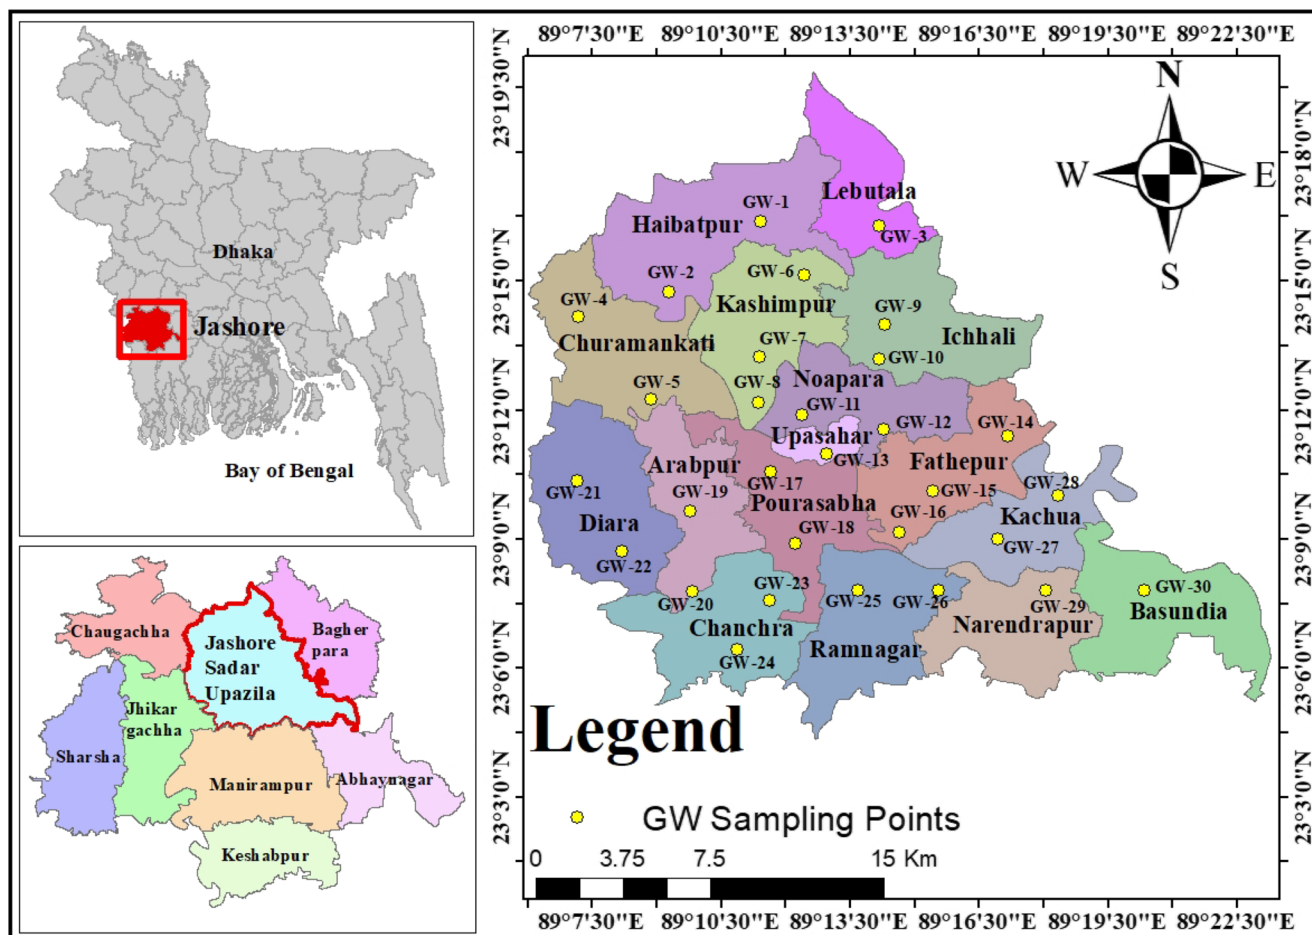 Dhaka
Jashore
Bay of Bengal
Chaugachha
Bagher
para
Jashore
Sadar
Upazila
Jhikar
gachha
Sharsha
Manirampur
Abhaynagar
Keshabpur
89°7'30"E 89°10'30"E 89°13'30"E 89°16'30"E 89°19'30"E 89°22'30"E
23°19'30"N
23°18'0"N
N
W E
S
Lebutala
GW-1
Haibatpur
GW-3
GW-2
GW-6
23°15'0"N
23°15'0"N
GW-4
Kashimpur
GW-9
Churamankati
GW-7
Ichhali
GW-10
Noapara
GW-5
GW-8
23°12'0"N
23°12'0"N
GW-11
GW-12
GW-14
Upasahar
GW-13
Arabpur
Fathepur
GW-17
GW-21
GW-19
Pourasabha
GW-15
GW-28
Diara
GW-16
Kachua
23°9'0"N
23°9'0"N
GW-18
GW-27
GW-22
GW-23
GW-20
GW-25
GW-26
GW-29
GW-30
Chanchra
Narendrapur
Basundia
Ramnagar
GW-24
23°6'0"N
23°6'0"N
Legend
23°3'0"N
23°3'0"N
GW Sampling Points
0 3.75 7.5 15 Km
89°7'30"E 89°10'30"E 89°13'30"E 89°16'30"E 89°19'30"E 89°22'30"E